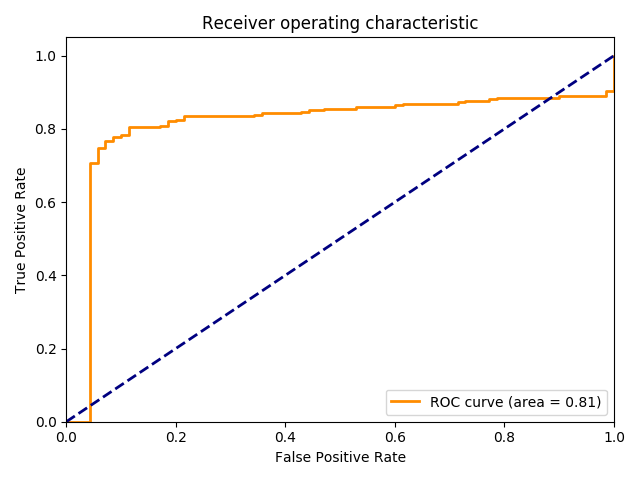 Receiver operating characteristic
True Positive Rate
1.0
0.8
0.6
0.4
0.2
0.0
ROC curve (area = 0.81)
0.0 0.2 0.4 0.6 0.8 1.0
False Positive Rate